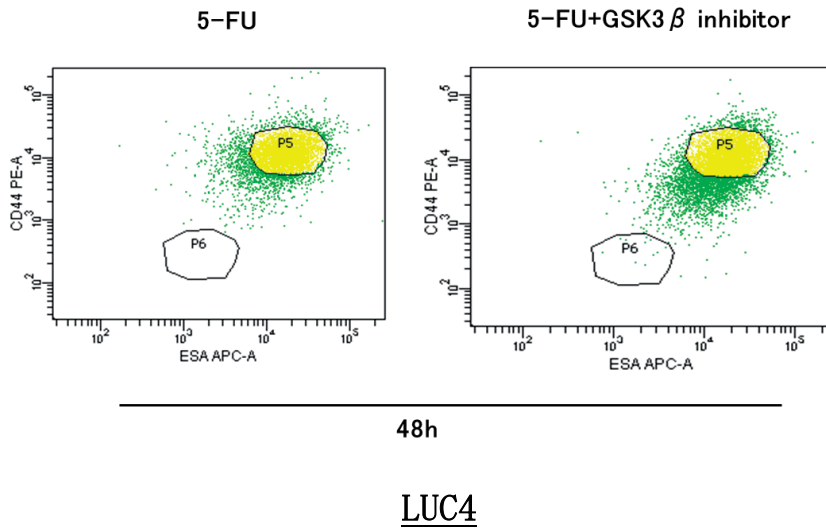 5-FU
5-FU+GSK3β inhibitor
10^5
10^4
10^3
10^2
CD44 PE-A
P5
P6
10^2 10^3 10^4 10^5
ESA APC-A
10^5
10^4
10^3
10^2
CD44 PE-A
P5
P6
10^2 10^3 10^4 10^5
ESA APC-A
48h
LUC4